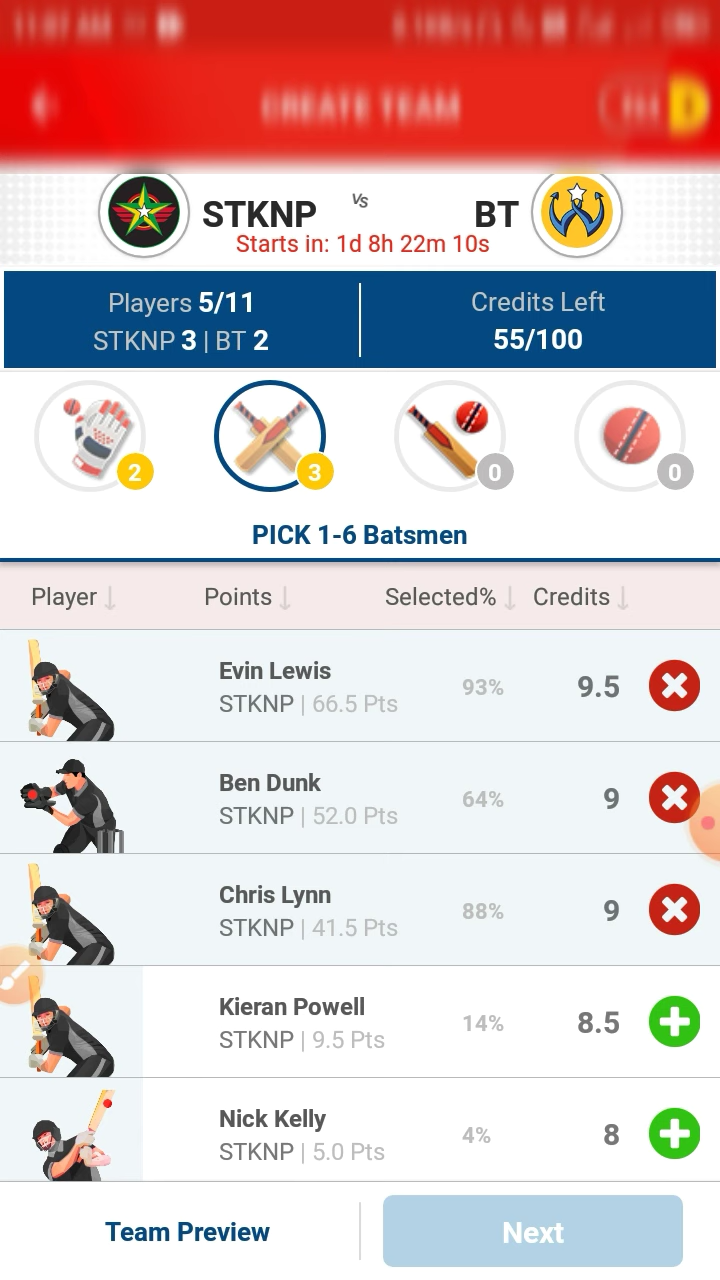 CREATE TEAM
STKNP vs BT
Starts in: 1d 8h 22m 10s
Players 5/11
STKNP 3 | BT 2
Credits Left
55/100
2
3
0
0
PICK 1-6 Batsmen
Player ↓ Points ↓ Selected% ↓ Credits ↓
Evin Lewis
STKNP | 66.5 Pts
93%
9.5
Ben Dunk
STKNP | 52.0 Pts
64%
9
Chris Lynn
STKNP | 41.5 Pts
88%
9
Kieran Powell
STKNP | 9.5 Pts
14%
8.5
Nick Kelly
STKNP | 5.0 Pts
4%
8
Team Preview
Next